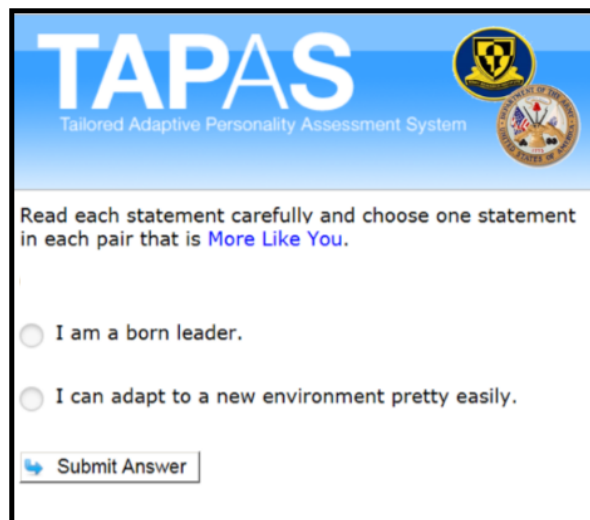 TAPAS
Tailored Adaptive Personality Assessment System
Read each statement carefully and choose one statement
in each pair that is More Like You.
I am a born leader.
I can adapt to a new environment pretty easily.
Submit Answer